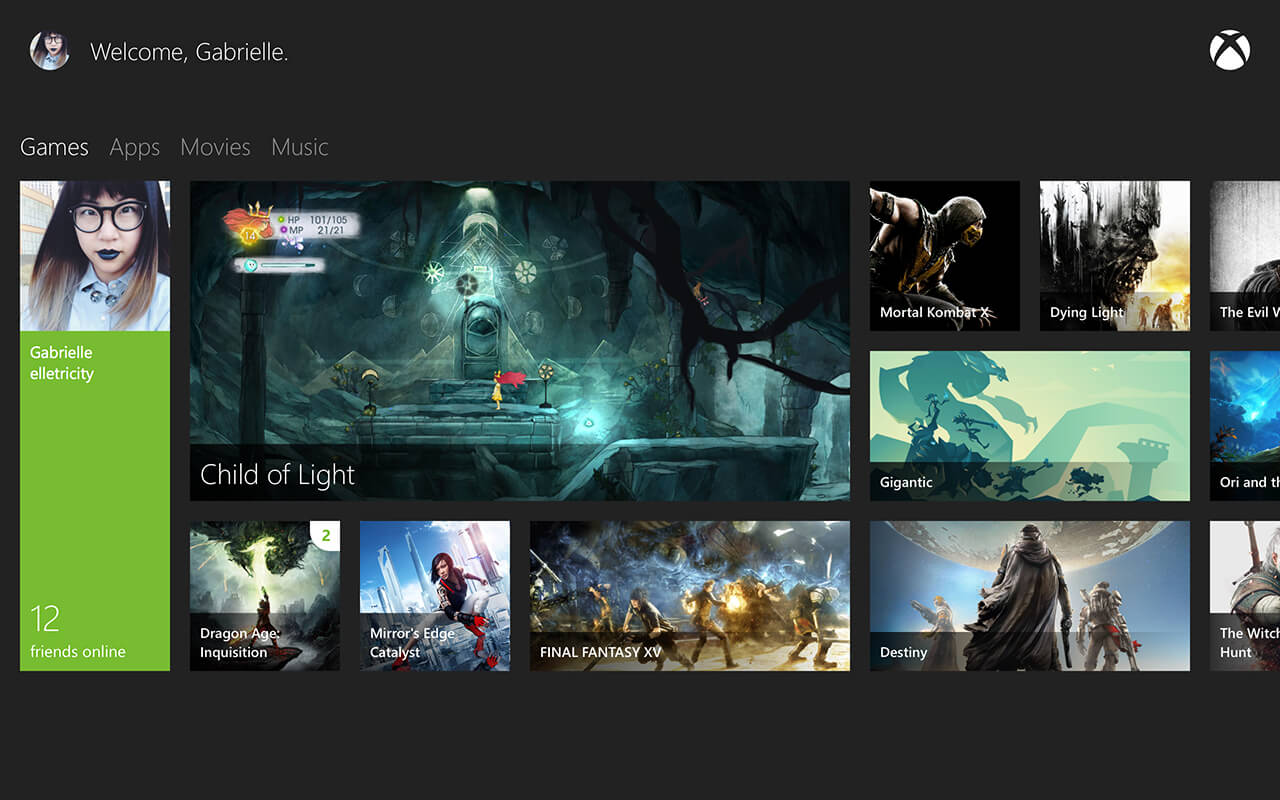 Welcome, Gabrielle.
Games Apps Movies Music
Gabrielle
elletricity
12
friends online
HP 101/105
MP 21/21
14
Child of Light
Mortal Kombat X
Dying Light
The Evil W
Gigantic
Ori and th
2
Dragon Age:
Inquisition
Mirror's Edge
Catalyst
FINAL FANTASY XV
Destiny
The Witch
Hunt